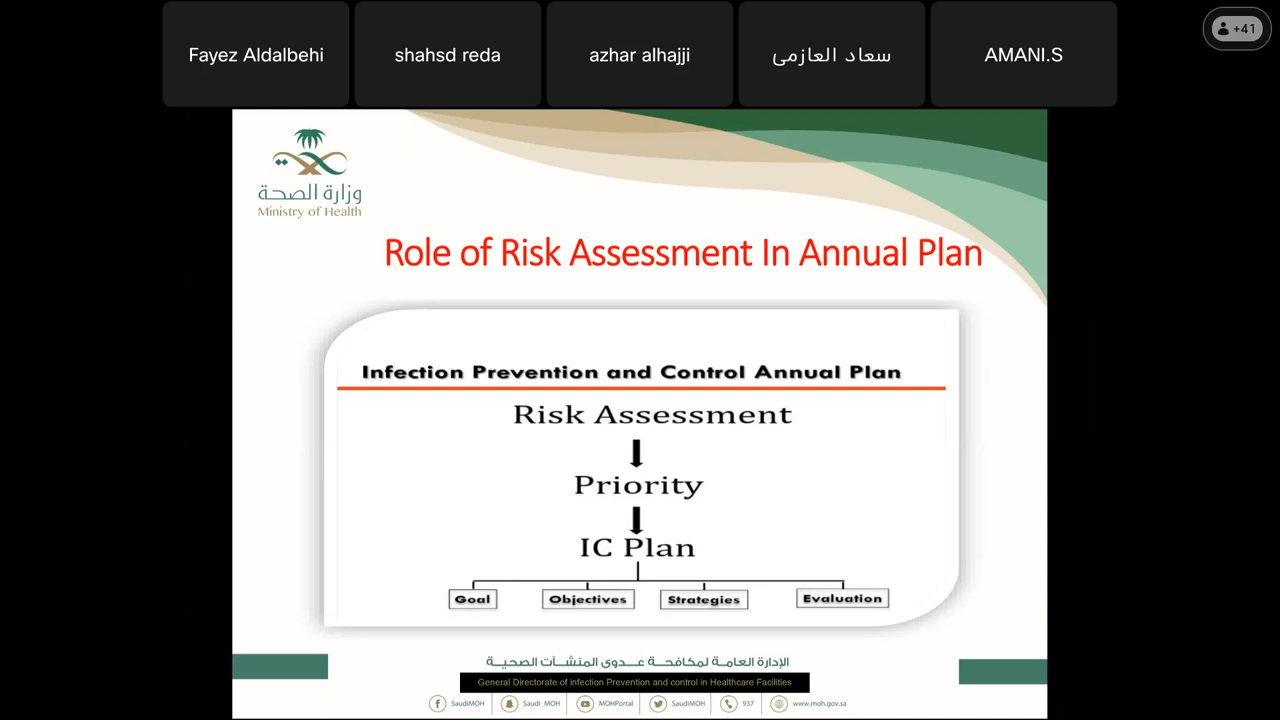 Fayez Aldalbehi
shahsd reda
azhar alhajji
سعاد العازمى
AMANI.S
+41
وزارة الصحة
Ministry of Health
Role of Risk Assessment In Annual Plan
Infection Prevention and Control Annual Plan
Risk Assessment
Priority
IC Plan
Goal
Objectives
Strategies
Evaluation
الإدارة العامة لمكافحة عدوى المنشآت الصحية
General Directorate of infection Prevention and control in Healthcare Facilities
SaudiMOH
Saudi_MOH
MOHPortal
SaudiMOH
937
www.moh.gov.sa